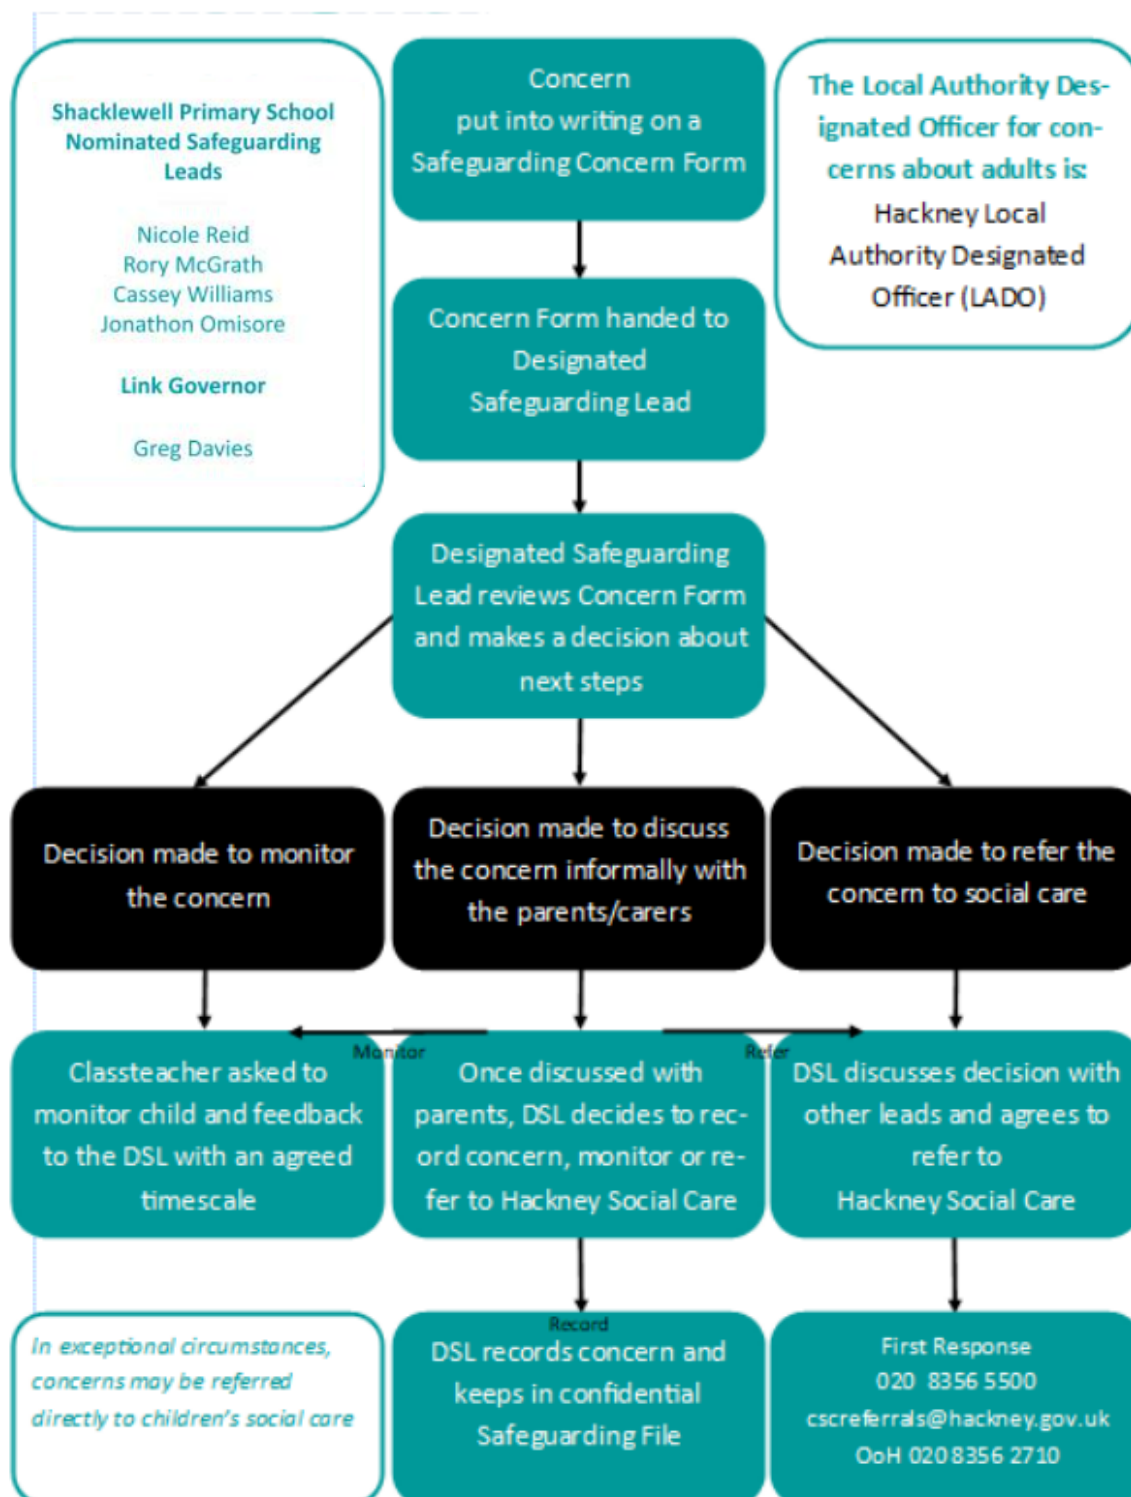 Shacklewell Primary School
Nominated Safeguarding
Leads
Nicole Reid
Rory McGrath
Cassey Williams
Jonathon Omisore
Link Governor
Greg Davies
Concern
put into writing on a
Safeguarding Concern Form
The Local Authority Des-
ignated Officer for con-
cerns about adults is:
Hackney Local
Authority Designated
Officer (LADO)
Concern Form handed to
Designated
Safeguarding Lead
Designated Safeguarding
Lead reviews Concern Form
and makes a decision about
next steps
Decision made to monitor
the concern
Decision made to discuss
the concern informally with
the parents/carers
Decision made to refer the
concern to social care
Monitor
Refer
Classteacher asked to
monitor child and feedback
to the DSL with an agreed
timescale
Once discussed with
parents, DSL decides to rec-
ord concern, monitor or re-
fer to Hackney Social Care
DSL discusses decision with
other leads and agrees to
refer to
Hackney Social Care
In exceptional circumstances,
concerns may be referred
directly to children's social care
Record
DSL records concern and
keeps in confidential
Safeguarding File
First Response
020 8356 5500
cscreferrals@hackney.gov.uk
OoH 020 8356 2710